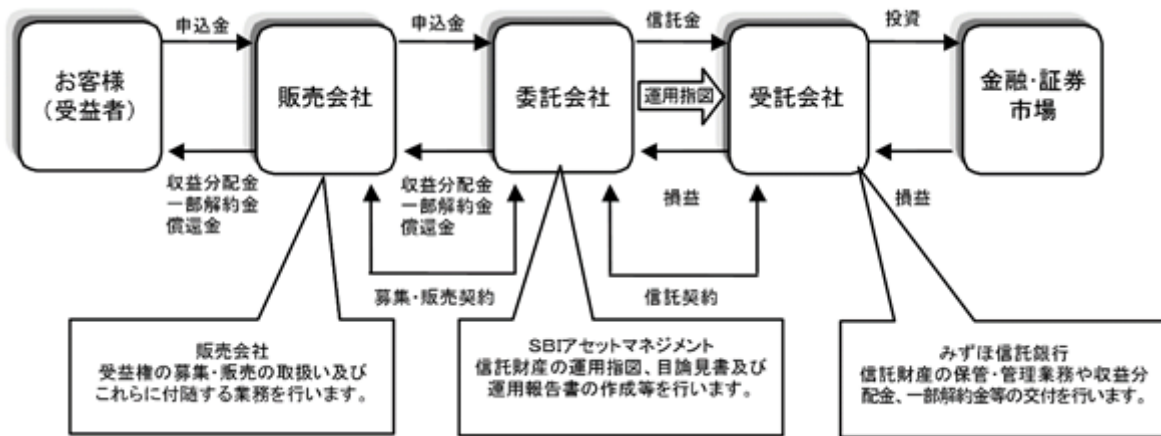 申込金
申込金
信託金
投資
お客様
（受益者）
販売会社
委託会社
運用指図
受託会社
金融・証券
市場
収益分配金
一部解約金
償還金
収益分配金
一部解約金
償還金
損益
損益
募集・販売契約
信託契約
販売会社
受益権の募集・販売の取扱い及び
これらに付随する業務を行います。
SBIアセットマネジメント
信託財産の運用指図、目論見書及び
運用報告書の作成等を行います。
みずほ信託銀行
信託財産の保管・管理業務や収益分
配金、一部解約金等の交付を行います。